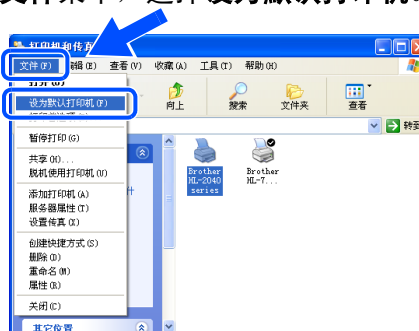 文件菜单，选择设为默认打印机。
打印机和传真
文件(F) 编辑(E) 查看(V) 收藏(A) 工具(T) 帮助(H)
打开(O)
设为默认打印机(F)
暂停打印(G)
共享(H)...
脱机使用打印机(U)
添加打印机(A)
服务器属性(T)
设置传真(X)
创建快捷方式(S)
删除(D)
重命名(M)
属性(R)
关闭(C)
向上 搜索 文件夹 查看
转到
Brother HL-2040 series
Brother HL-7...
其它位置